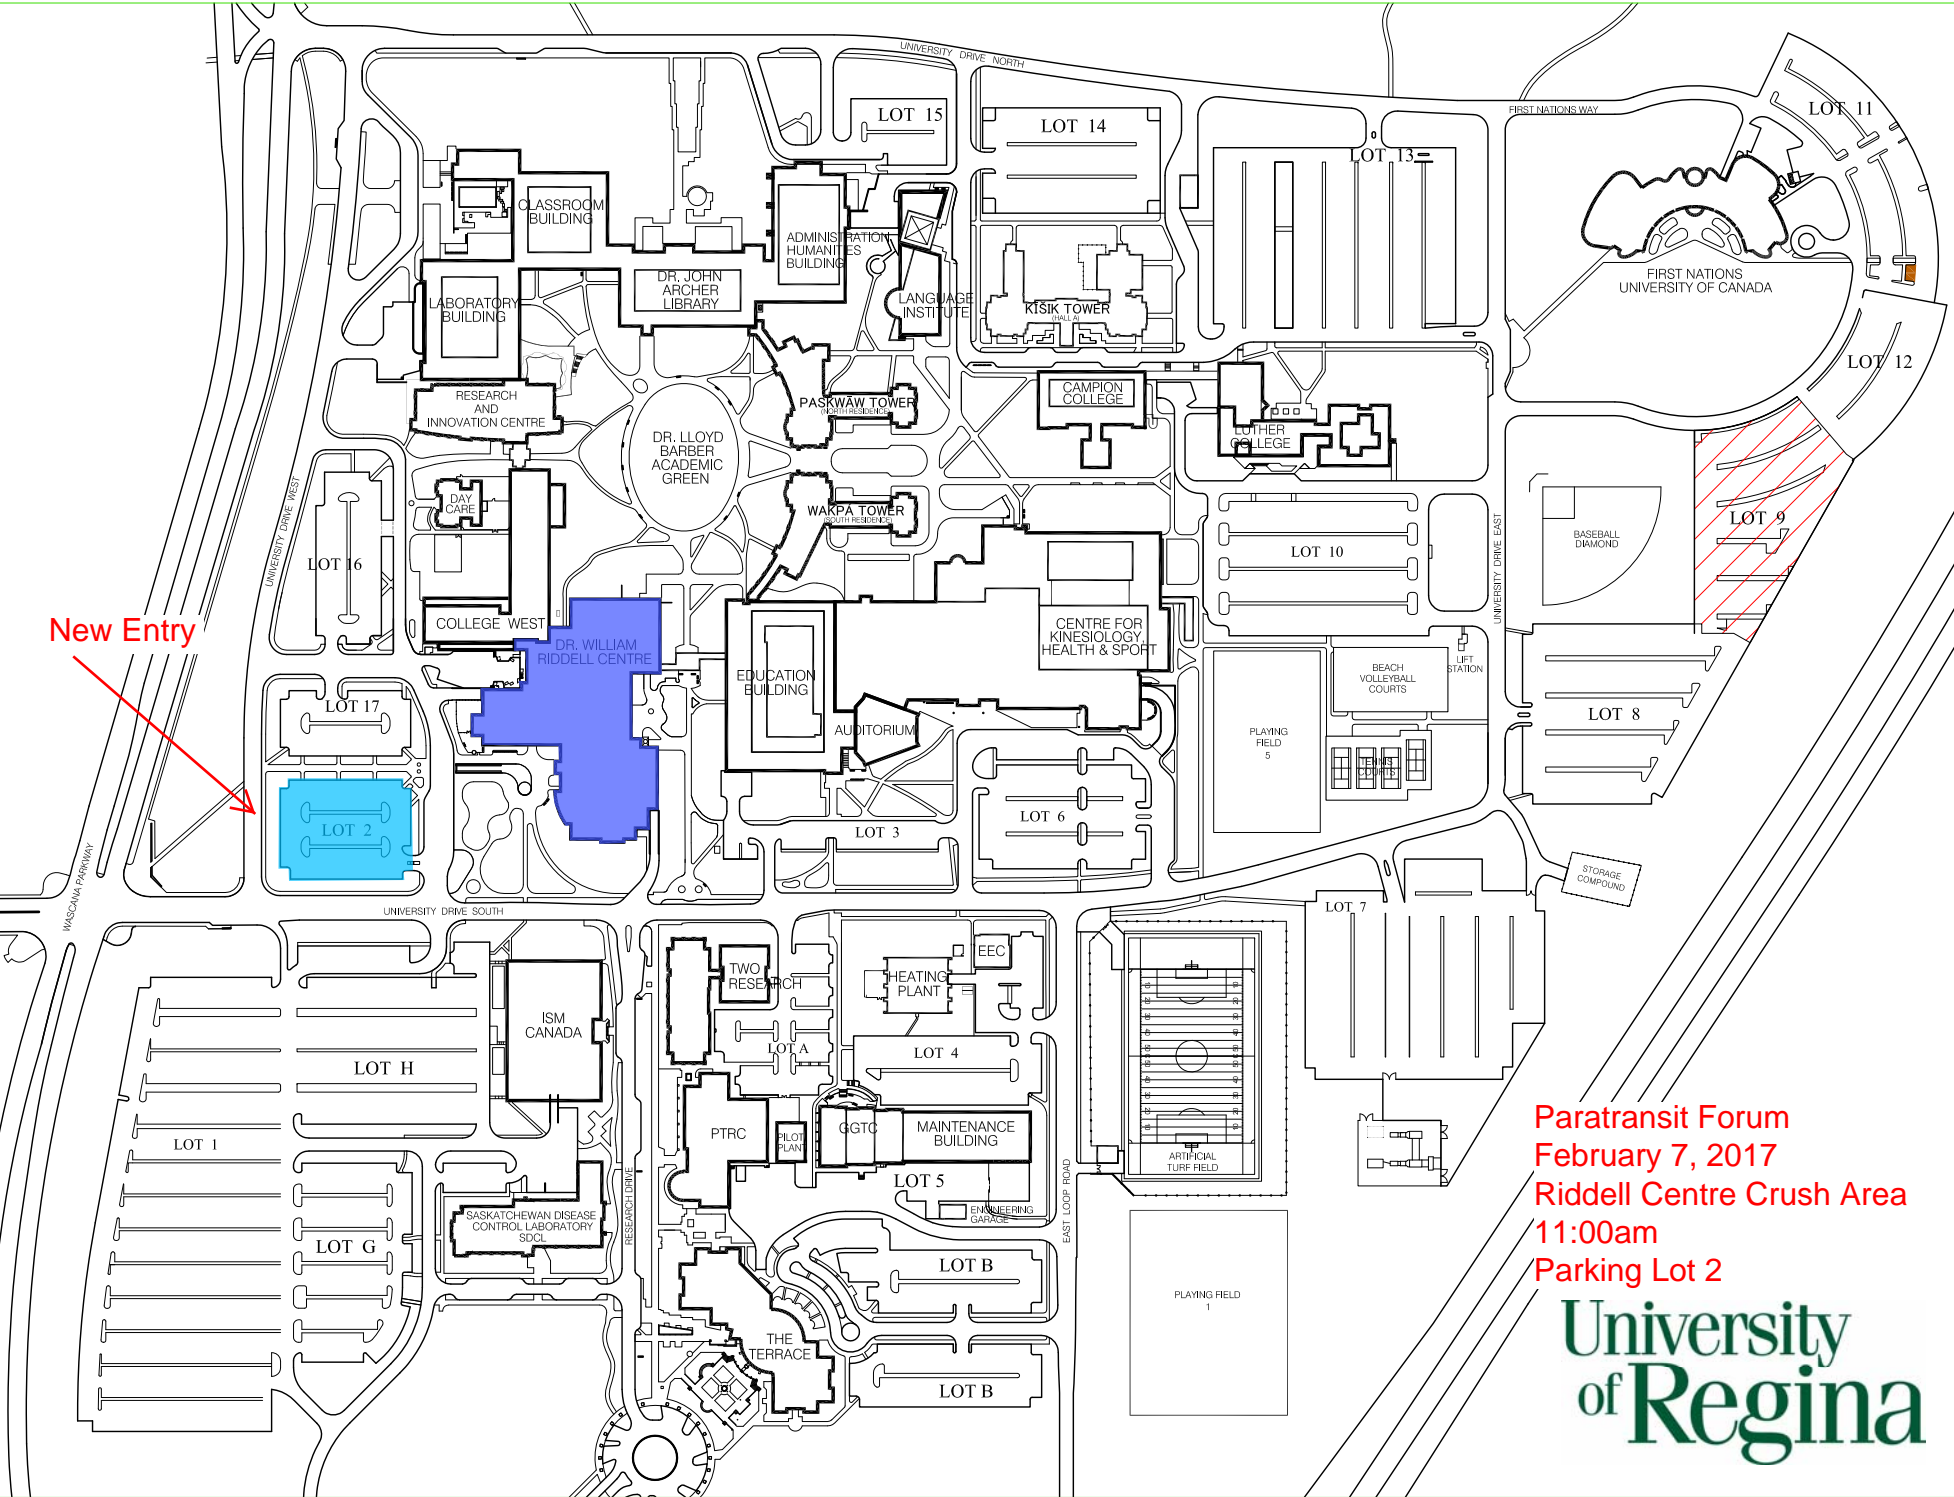 UNIVERSITY DRIVE NORTH
FIRST NATIONS WAY
LOT 11
LOT 15
LOT 14
LOT 13
CLASSROOM
BUILDING
ADMINISTRATION
HUMANITIES
BUILDING
DR. JOHN
ARCHER
LIBRARY
LABORATORY
BUILDING
LANGUAGE
INSTITUTE
KĪŠIK TOWER
(HALL A)
FIRST NATIONS
UNIVERSITY OF CANADA
LOT 12
RESEARCH
AND
INNOVATION CENTRE
PASKWĀW TOWER
(NORTH RESIDENCE)
CAMPION
COLLEGE
LUTHER
COLLEGE
DR. LLOYD
BARBER
ACADEMIC
GREEN
DAY
CARE
WAKPÁ TOWER
(SOUTH RESIDENCE)
UNIVERSITY DRIVE WEST
LOT 16
LOT 10
UNIVERSITY DRIVE EAST
BASEBALL
DIAMOND
LOT 9
New Entry
COLLEGE WEST
DR. WILLIAM
RIDDELL CENTRE
CENTRE FOR
KINESIOLOGY,
HEALTH & SPORT
EDUCATION
BUILDING
AUDITORIUM
BEACH
VOLLEYBALL
COURTS
LIFT
STATION
LOT 17
LOT 8
PLAYING
FIELD
5
TENNIS
COURTS
LOT 2
LOT 3
LOT 6
STORAGE
COMPOUND
WASCANA PARKWAY
UNIVERSITY DRIVE SOUTH
LOT 7
TWO
RESEARCH
HEATING
PLANT
EEC
ISM
CANADA
LOT A
LOT 4
LOT H
LOT 1
PTRC
PILOT
PLANT
GGTC
MAINTENANCE
BUILDING
ARTIFICIAL
TURF FIELD
LOT 5
ENGINEERING
GARAGE
EAST LOOP ROAD
RESEARCH DRIVE
SASKATCHEWAN DISEASE
CONTROL LABORATORY
SDCL
LOT G
LOT B
PLAYING FIELD
1
THE
TERRACE
LOT B
Paratransit Forum
February 7, 2017
Riddell Centre Crush Area
11:00am
Parking Lot 2
University
of Regina